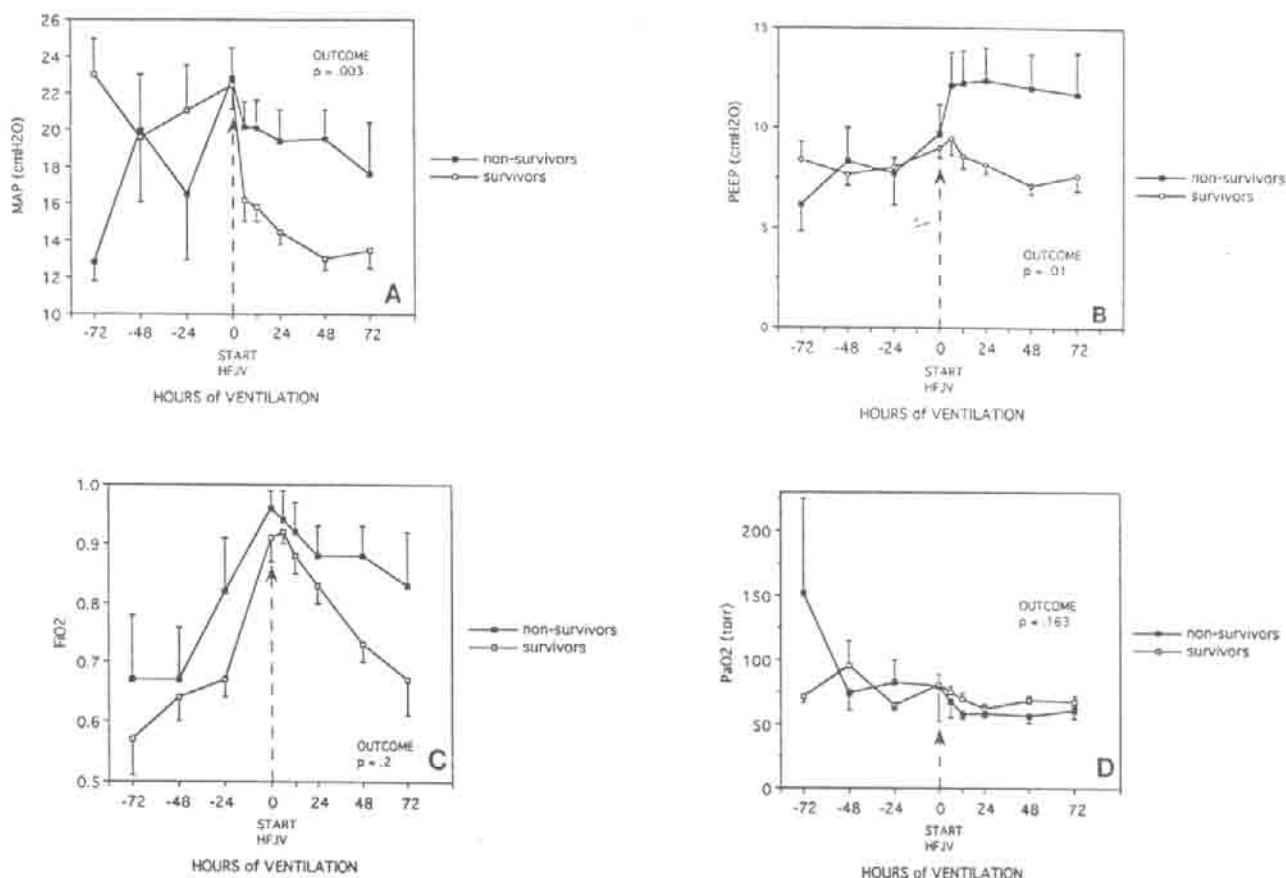 26
24
22
20
18
16
14
12
10
MAP (cmH2O)
OUTCOME
p = .003
non-survivors
survivors
A
-72 -48 -24 0 24 48 72
START
HFJV
HOURS of VENTILATION
15
10
5
0
PEEP (cmH2O)
non-survivors
survivors
OUTCOME
p = .01
B
-72 -48 -24 0 24 48 72
START
HFJV
HOURS of VENTILATION
1.0
0.9
0.8
0.7
0.6
0.5
FiO2
non-survivors
survivors
OUTCOME
p = .2
C
-72 -48 -24 0 24 48 72
START
HFJV
HOURS of VENTILATION
200
150
100
50
0
PaO2 (torr)
OUTCOME
p = .163
non-survivors
survivors
D
-72 -48 -24 0 24 48 72
START
HFJV
HOURS of VENTILATION